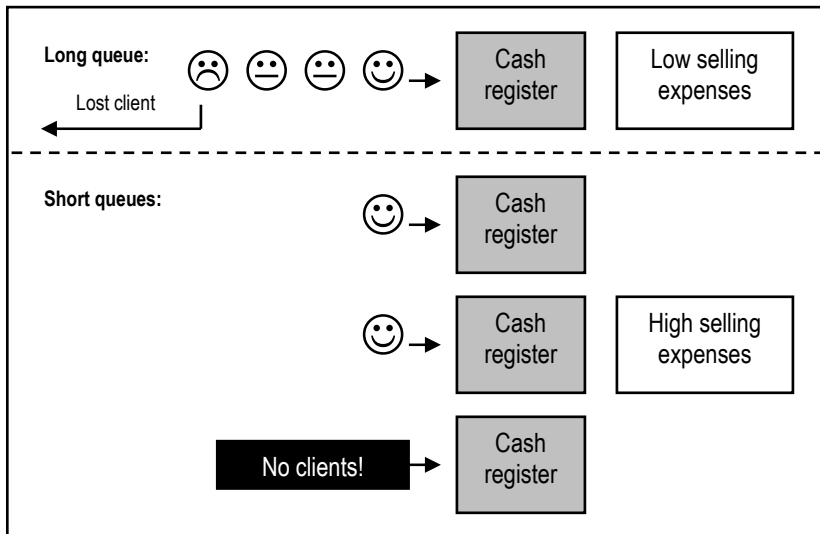 Long queue:
Lost client
Cash
register
Low selling
expenses
Short queues:
Cash
register
Cash
register
High selling
expenses
No clients!
Cash
register